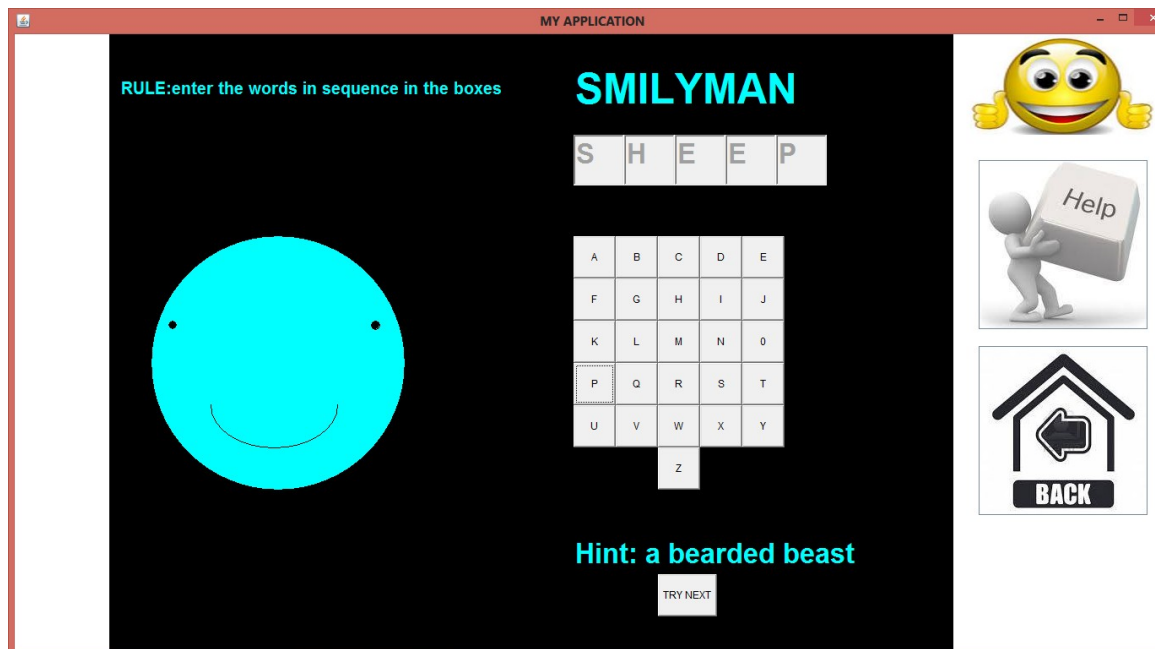 MY APPLICATION
RULE:enter the words in sequence in the boxes
SMILYMAN
S H E E P
A B C D E
F G H I J
K L M N 0
P Q R S T
U V W X Y
Z
Hint: a bearded beast
TRY NEXT
Help
BACK